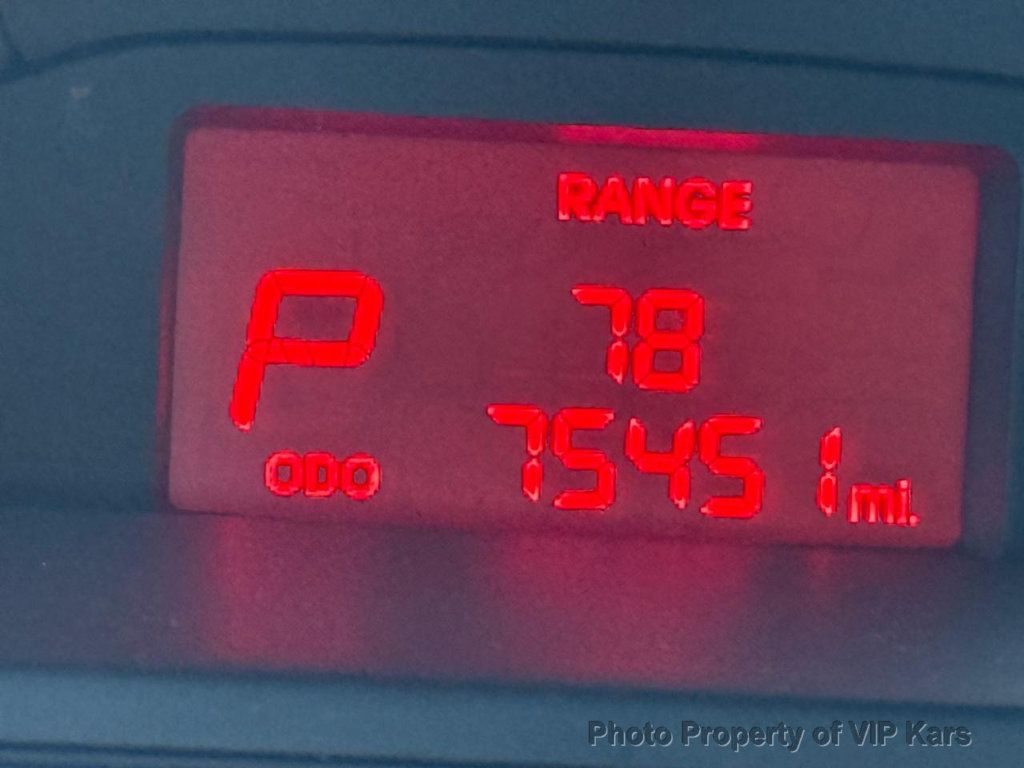 RANGE
P 78
ODO 75451 mi.
Photo Property of VIP Kars